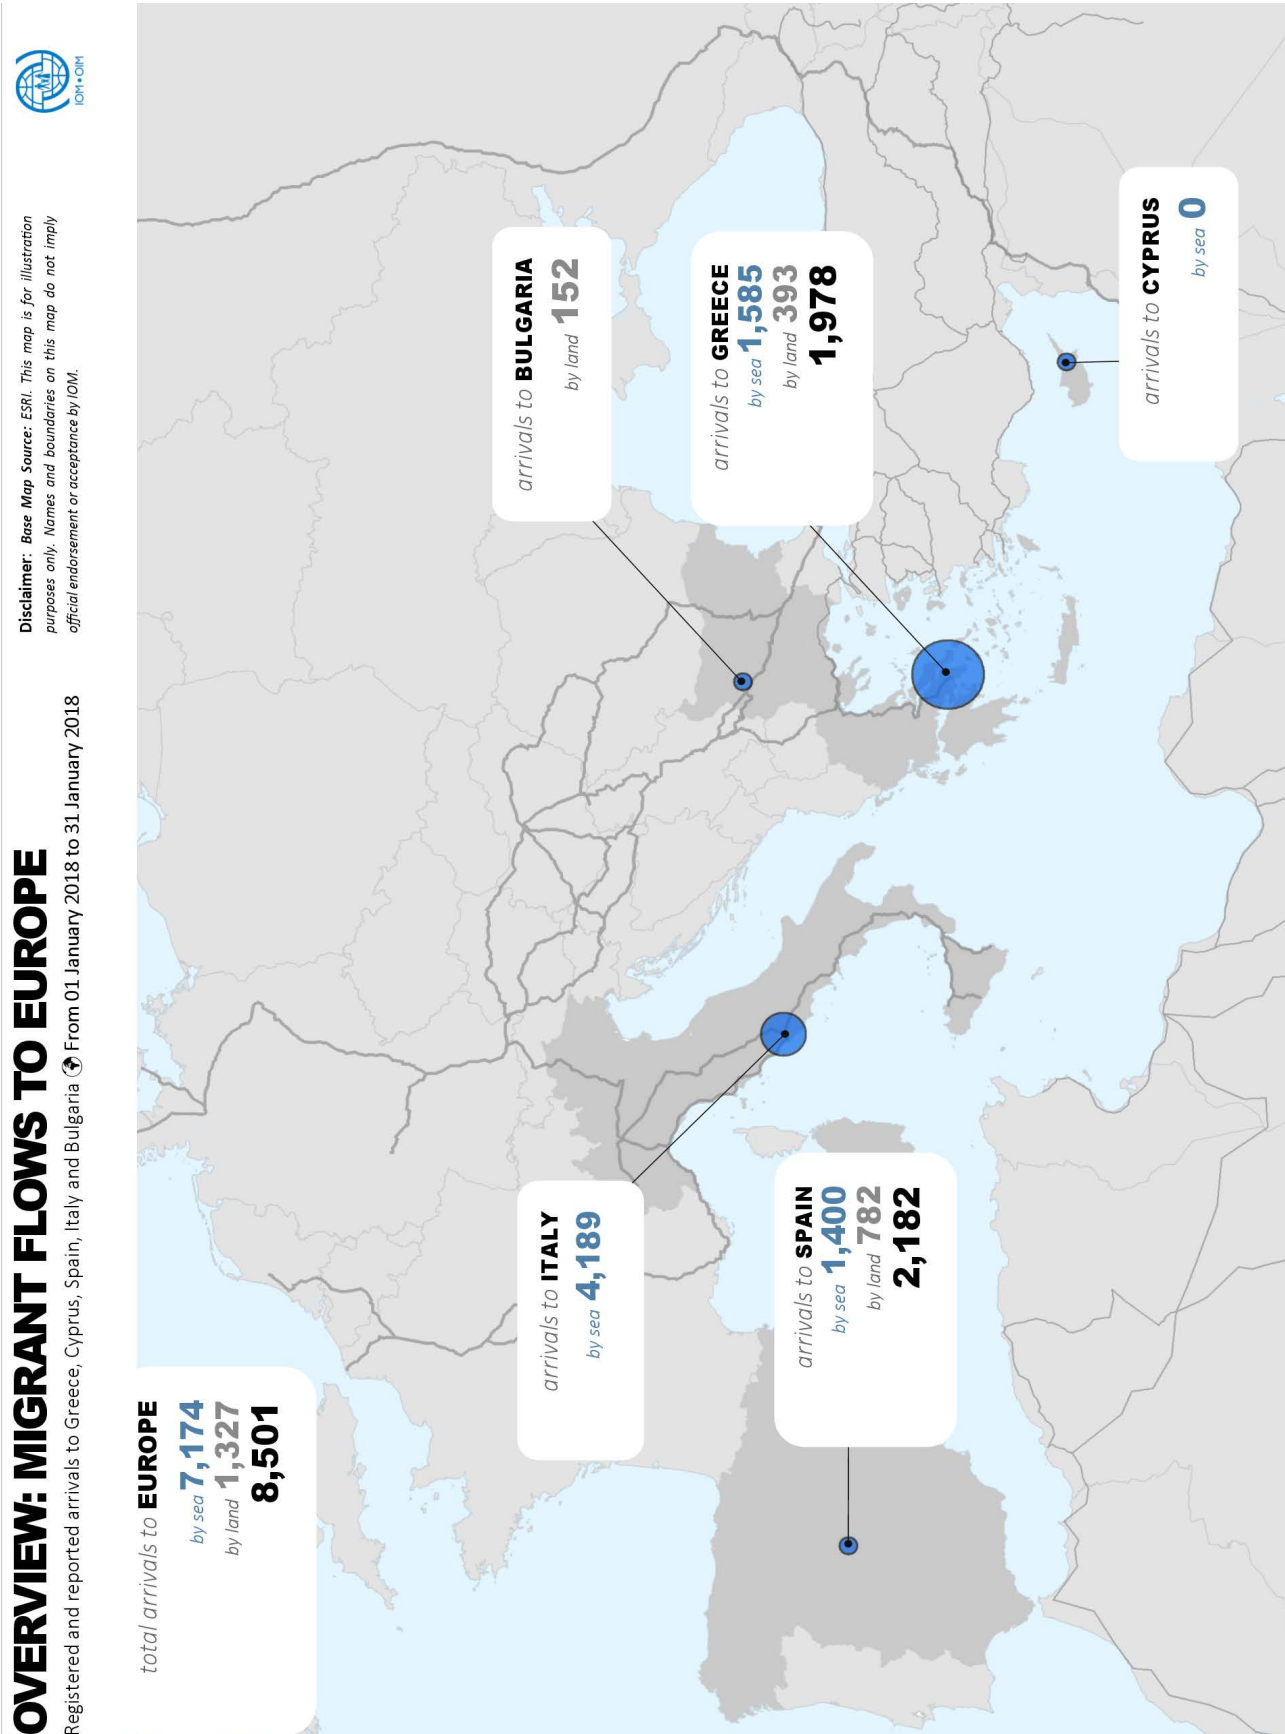 OVERVIEW: MIGRANT FLOWS TO EUROPE
Registered and reported arrivals to Greece, Cyprus, Spain, Italy and Bulgaria From 01 January 2018 to 31 January 2018
Disclaimer: Base Map Source: ESRI. This map is for illustration
purposes only. Names and boundaries on this map do not imply
official endorsement or acceptance by IOM.
IOM • OIM
total arrivals to EUROPE
by sea 7,174
by land 1,327
8,501
arrivals to ITALY
by sea 4,189
arrivals to SPAIN
by sea 1,400
by land 782
2,182
arrivals to BULGARIA
by land 152
arrivals to GREECE
by sea 1,585
by land 393
1,978
arrivals to CYPRUS
by sea 0